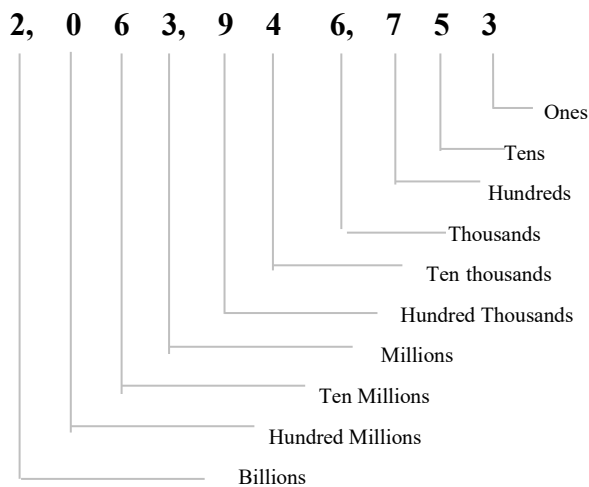 2, 0 6 3, 9 4 6, 7 5 3
Ones
Tens
Hundreds
Thousands
Ten thousands
Hundred Thousands
Millions
Ten Millions
Hundred Millions
Billions